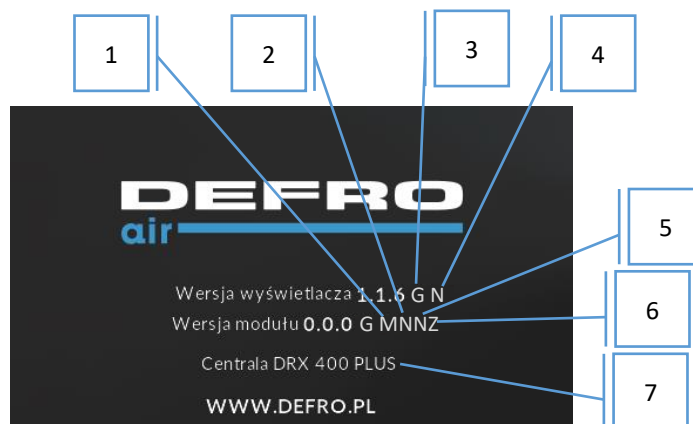 1 2 3 4
DEFRO
air
5
Wersja wyświetlacza 1.1.6 G N
6
Wersja modułu 0.0.0 G MNNZ
Centrala DRX 400 PLUS
7
WWW.DEFRO.PL